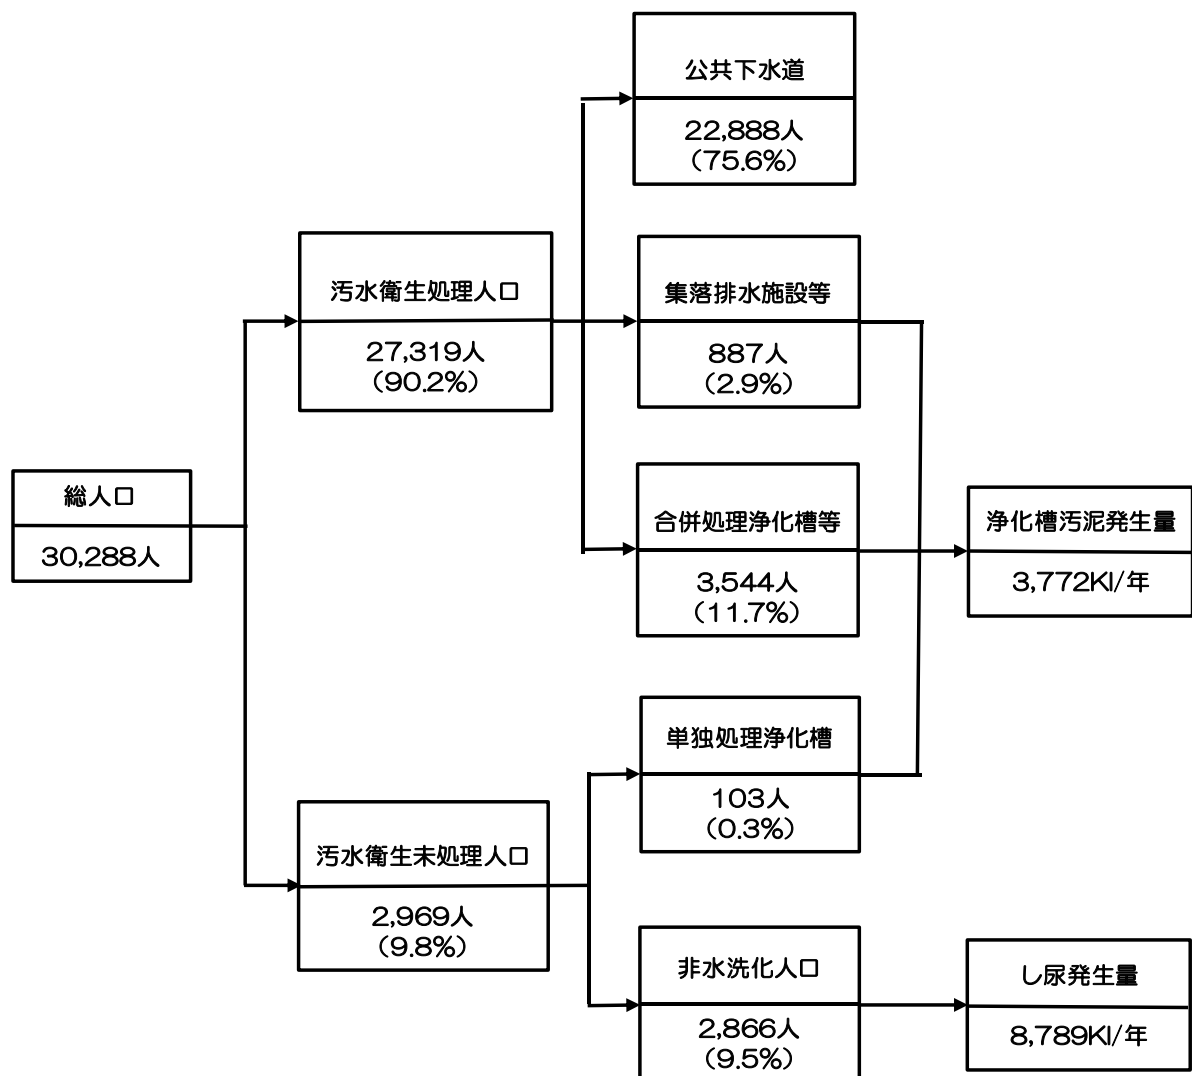 総人口
30,288人
汚水衛生処理人口
27,319人
(90.2%)
公共下水道
22,888人
(75.6%)
集落排水施設等
887人
(2.9%)
合併処理浄化槽等
3,544人
(11.7%)
浄化槽汚泥発生量
3,772Kl/年
汚水衛生未処理人口
2,969人
(9.8%)
単独処理浄化槽
103人
(0.3%)
非水洗化人口
2,866人
(9.5%)
し尿発生量
8,789Kl/年